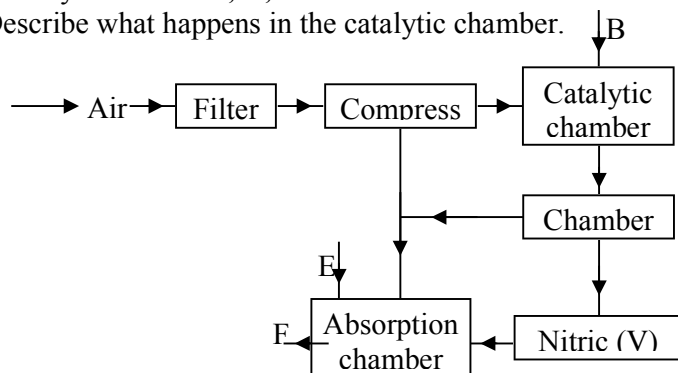 Describe what happens in the catalytic chamber.
B
Air
Filter
Compress
Catalytic
chamber
Chamber
E
F
Absorption
chamber
Nitric (V)